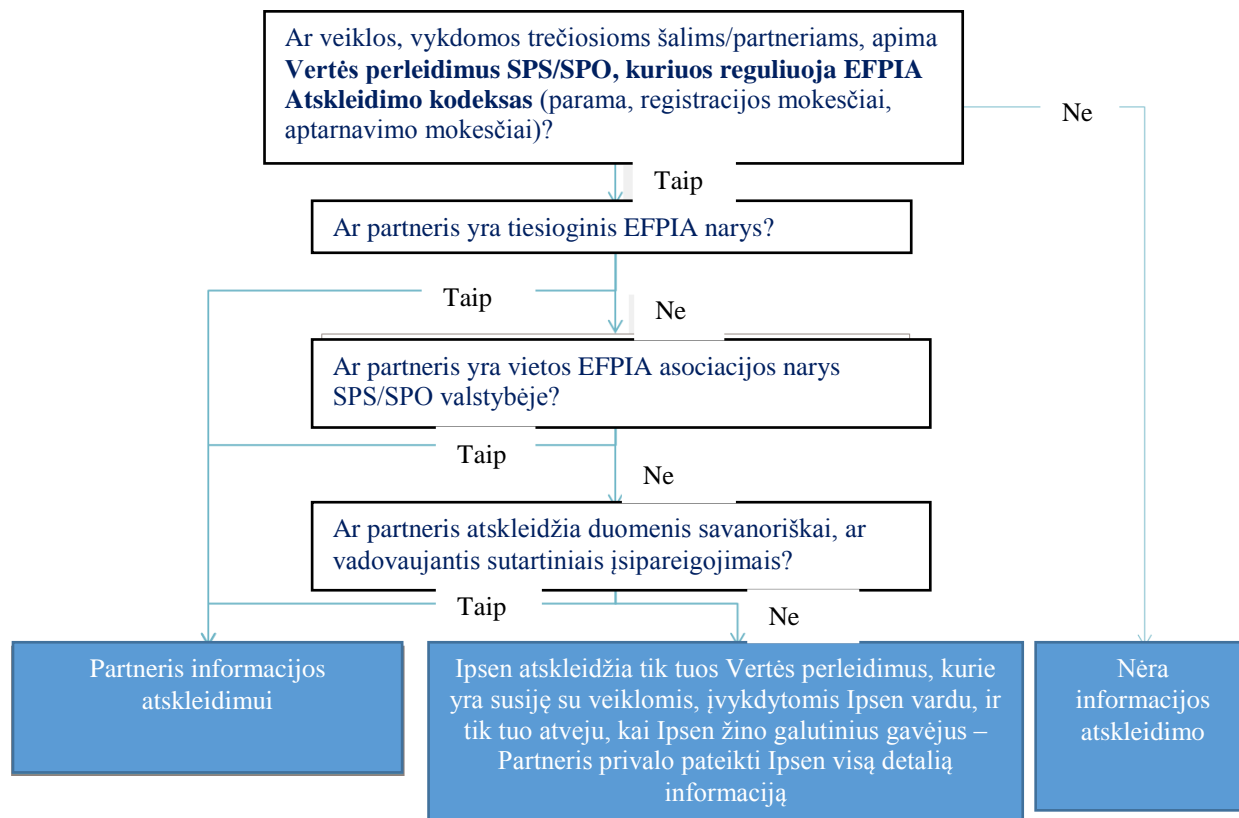 Ar veiklos, vykdomos trečiosioms šalims/partneriams, apima
Vertės perleidimus SPS/SPO, kuriuos reguliuoja EFPIA
Atskleidimo kodeksas (parama, registracijos mokesčiai,
aptarnavimo mokesčiai)?
Ne
Taip
Ar partneris yra tiesioginis EFPIA narys?
Taip
Ne
Ar partneris yra vietos EFPIA asociacijos narys
SPS/SPO valstybėje?
Taip
Ne
Ar partneris atskleidžia duomenis savanoriškai, ar
vadovaujantis sutartiniais įsipareigojimais?
Taip
Ne
Partneris informacijos
atskleidimui
Ipsen atskleidžia tik tuos Vertės perleidimus, kurie
yra susiję su veiklomis, įvykdytomis Ipsen vardu, ir
tik tuo atveju, kai Ipsen žino galutinius gavėjus –
Partneris privalo pateikti Ipsen visą detalią
informaciją
Nėra
informacijos
atskleidimo